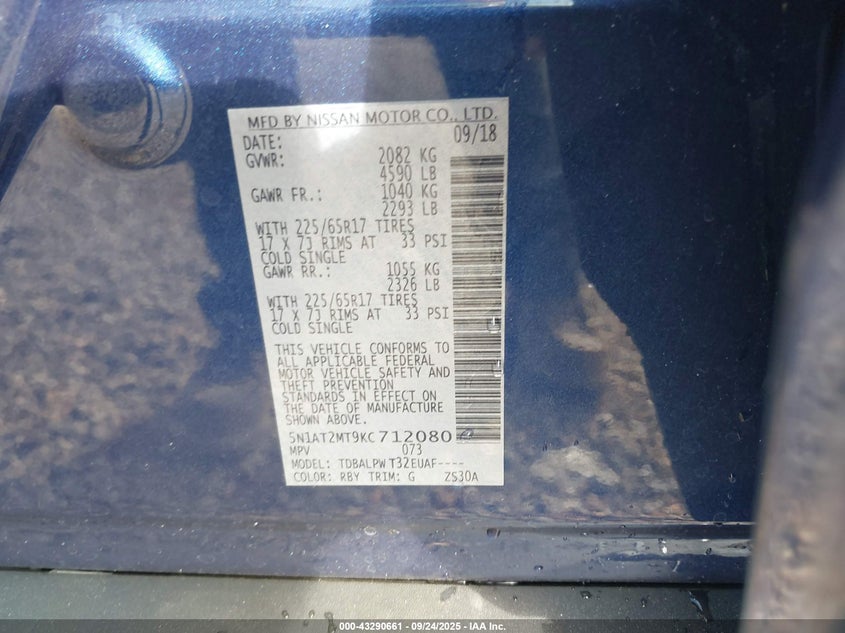 MFD BY NISSAN MOTOR CO., LTD.
DATE: 09/18
GVWR: 2082 KG
4590 LB
GAWR FR.: 1040 KG
2293 LB
WITH 225/65R17 TIRES
17 X 7J RIMS AT 33 PSI
COLD SINGLE
GAWR RR.: 1055 KG
2326 LB
WITH 225/65R17 TIRES
17 X 7J RIMS AT 33 PSI
COLD SINGLE
THIS VEHICLE CONFORMS TO
ALL APPLICABLE FEDERAL
MOTOR VEHICLE SAFETY AND
THEFT PREVENTION
STANDARDS IN EFFECT ON
THE DATE OF MANUFACTURE
SHOWN ABOVE.
5N1AT2MT9KC712080
MPV 073
MODEL: TDBALPW T32EUAF----
COLOR: RBY TRIM: G ZS30A
000-43290661 - 09/24/2025 - IAA Inc.